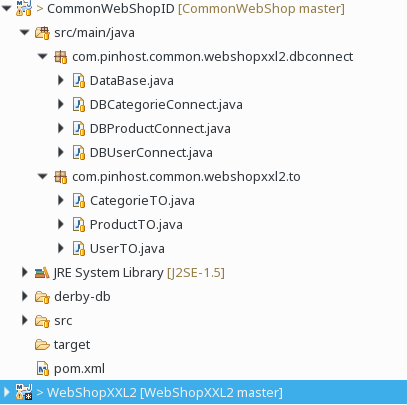 > CommonWebShopID [CommonWebShop master]
src/main/java
com.pinhost.common.webshopxxl2.dbconnect
DataBase.java
DBCategorieConnect.java
DBProductConnect.java
DBUserConnect.java
com.pinhost.common.webshopxxl2.to
CategorieTO.java
ProductTO.java
UserTO.java
JRE System Library [J2SE-1.5]
derby-db
src
target
pom.xml
> WebShopXXL2 [WebShopXXL2 master]